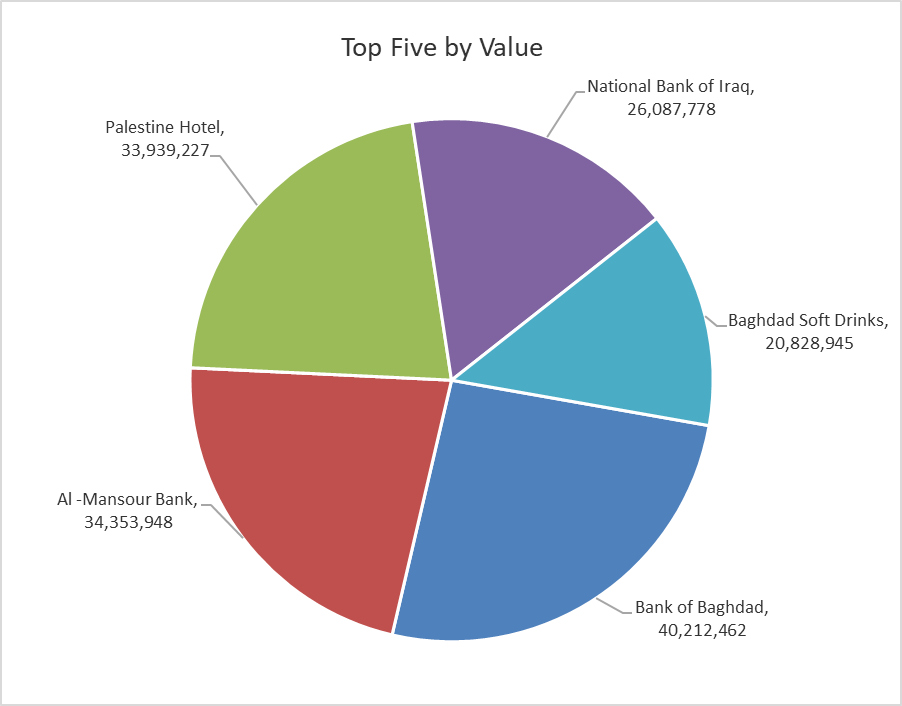 Top Five by Value
National Bank of Iraq,
26,087,778
Palestine Hotel,
33,939,227
Baghdad Soft Drinks,
20,828,945
Al -Mansour Bank,
34,353,948
Bank of Baghdad,
40,212,462